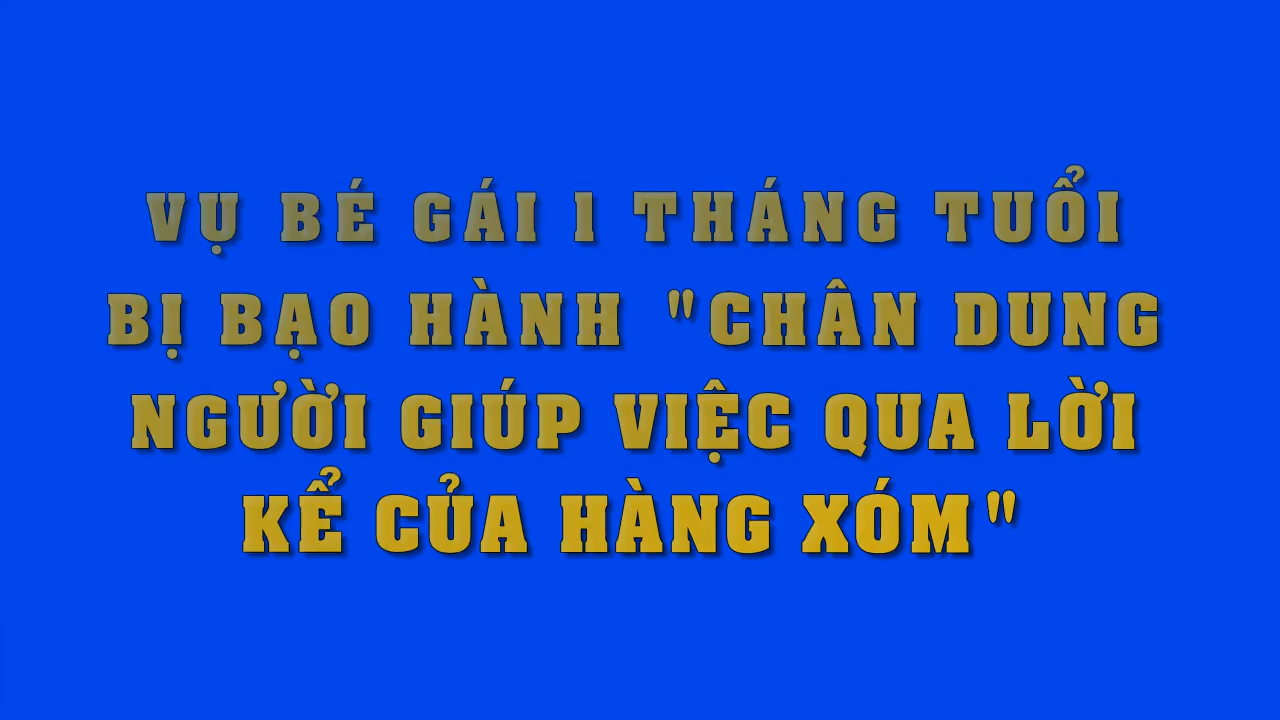 VỤ BÉ GÁI 1 THÁNG TUỔI
BỊ BẠO HÀNH "CHÂN DUNG
NGƯỜI GIÚP VIỆC QUA LỜI
KỂ CỦA HÀNG XÓM"